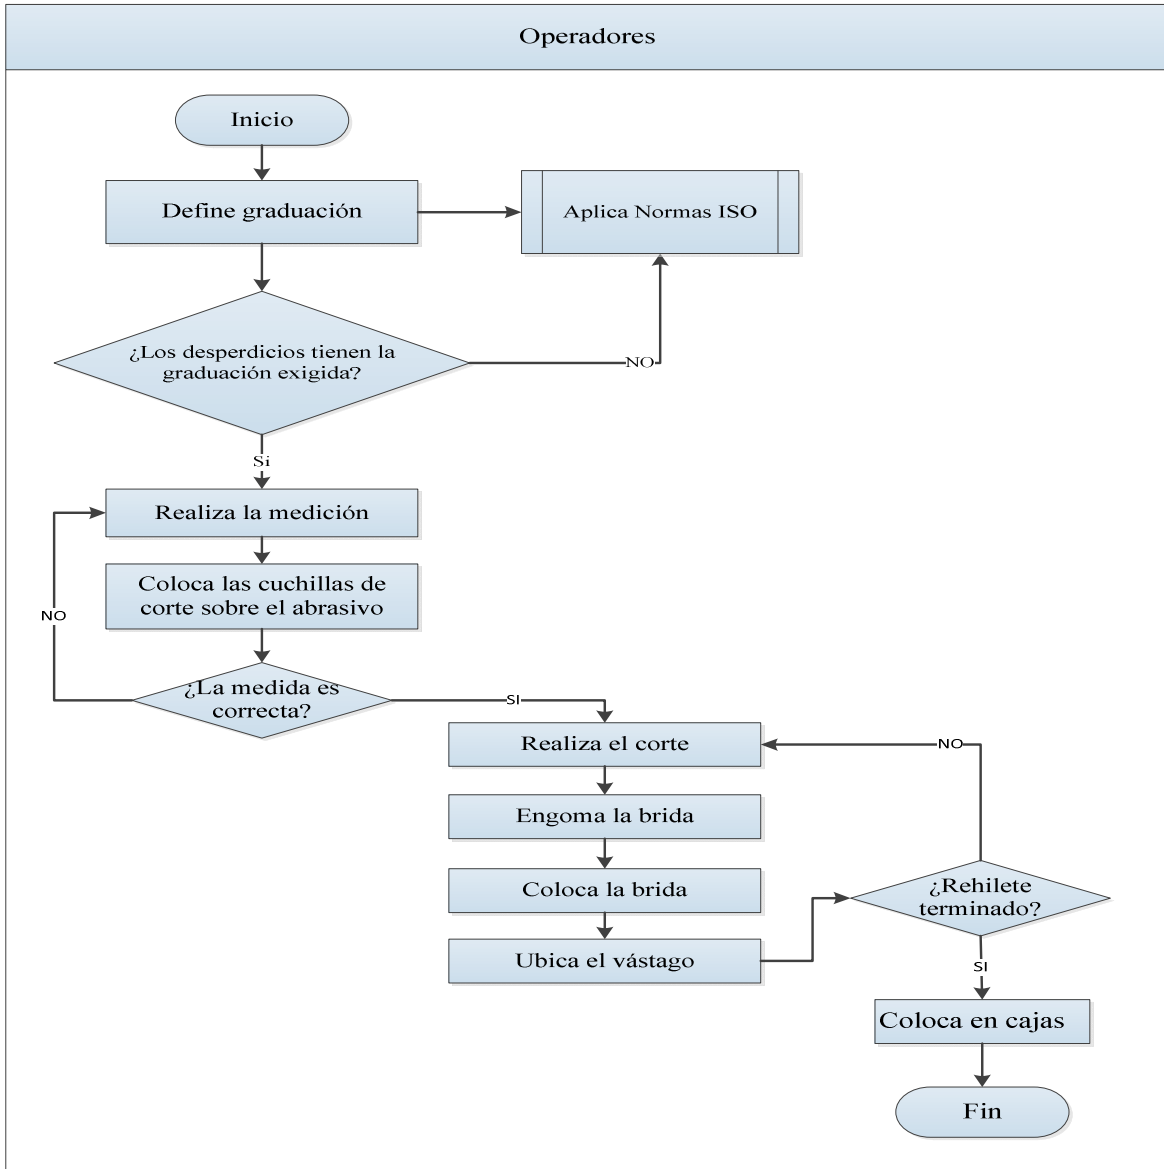 Operadores
Inicio
Define graduación
Aplica Normas ISO
¿Los desperdicios tienen la
graduación exigida?
NO
Si
Realiza la medición
Coloca las cuchillas de
corte sobre el abrasivo
NO
¿La medida es
correcta?
SI
Realiza el corte
NO
Engoma la brida
Coloca la brida
¿Rehilete
terminado?
Ubica el vástago
SI
Coloca en cajas
Fin